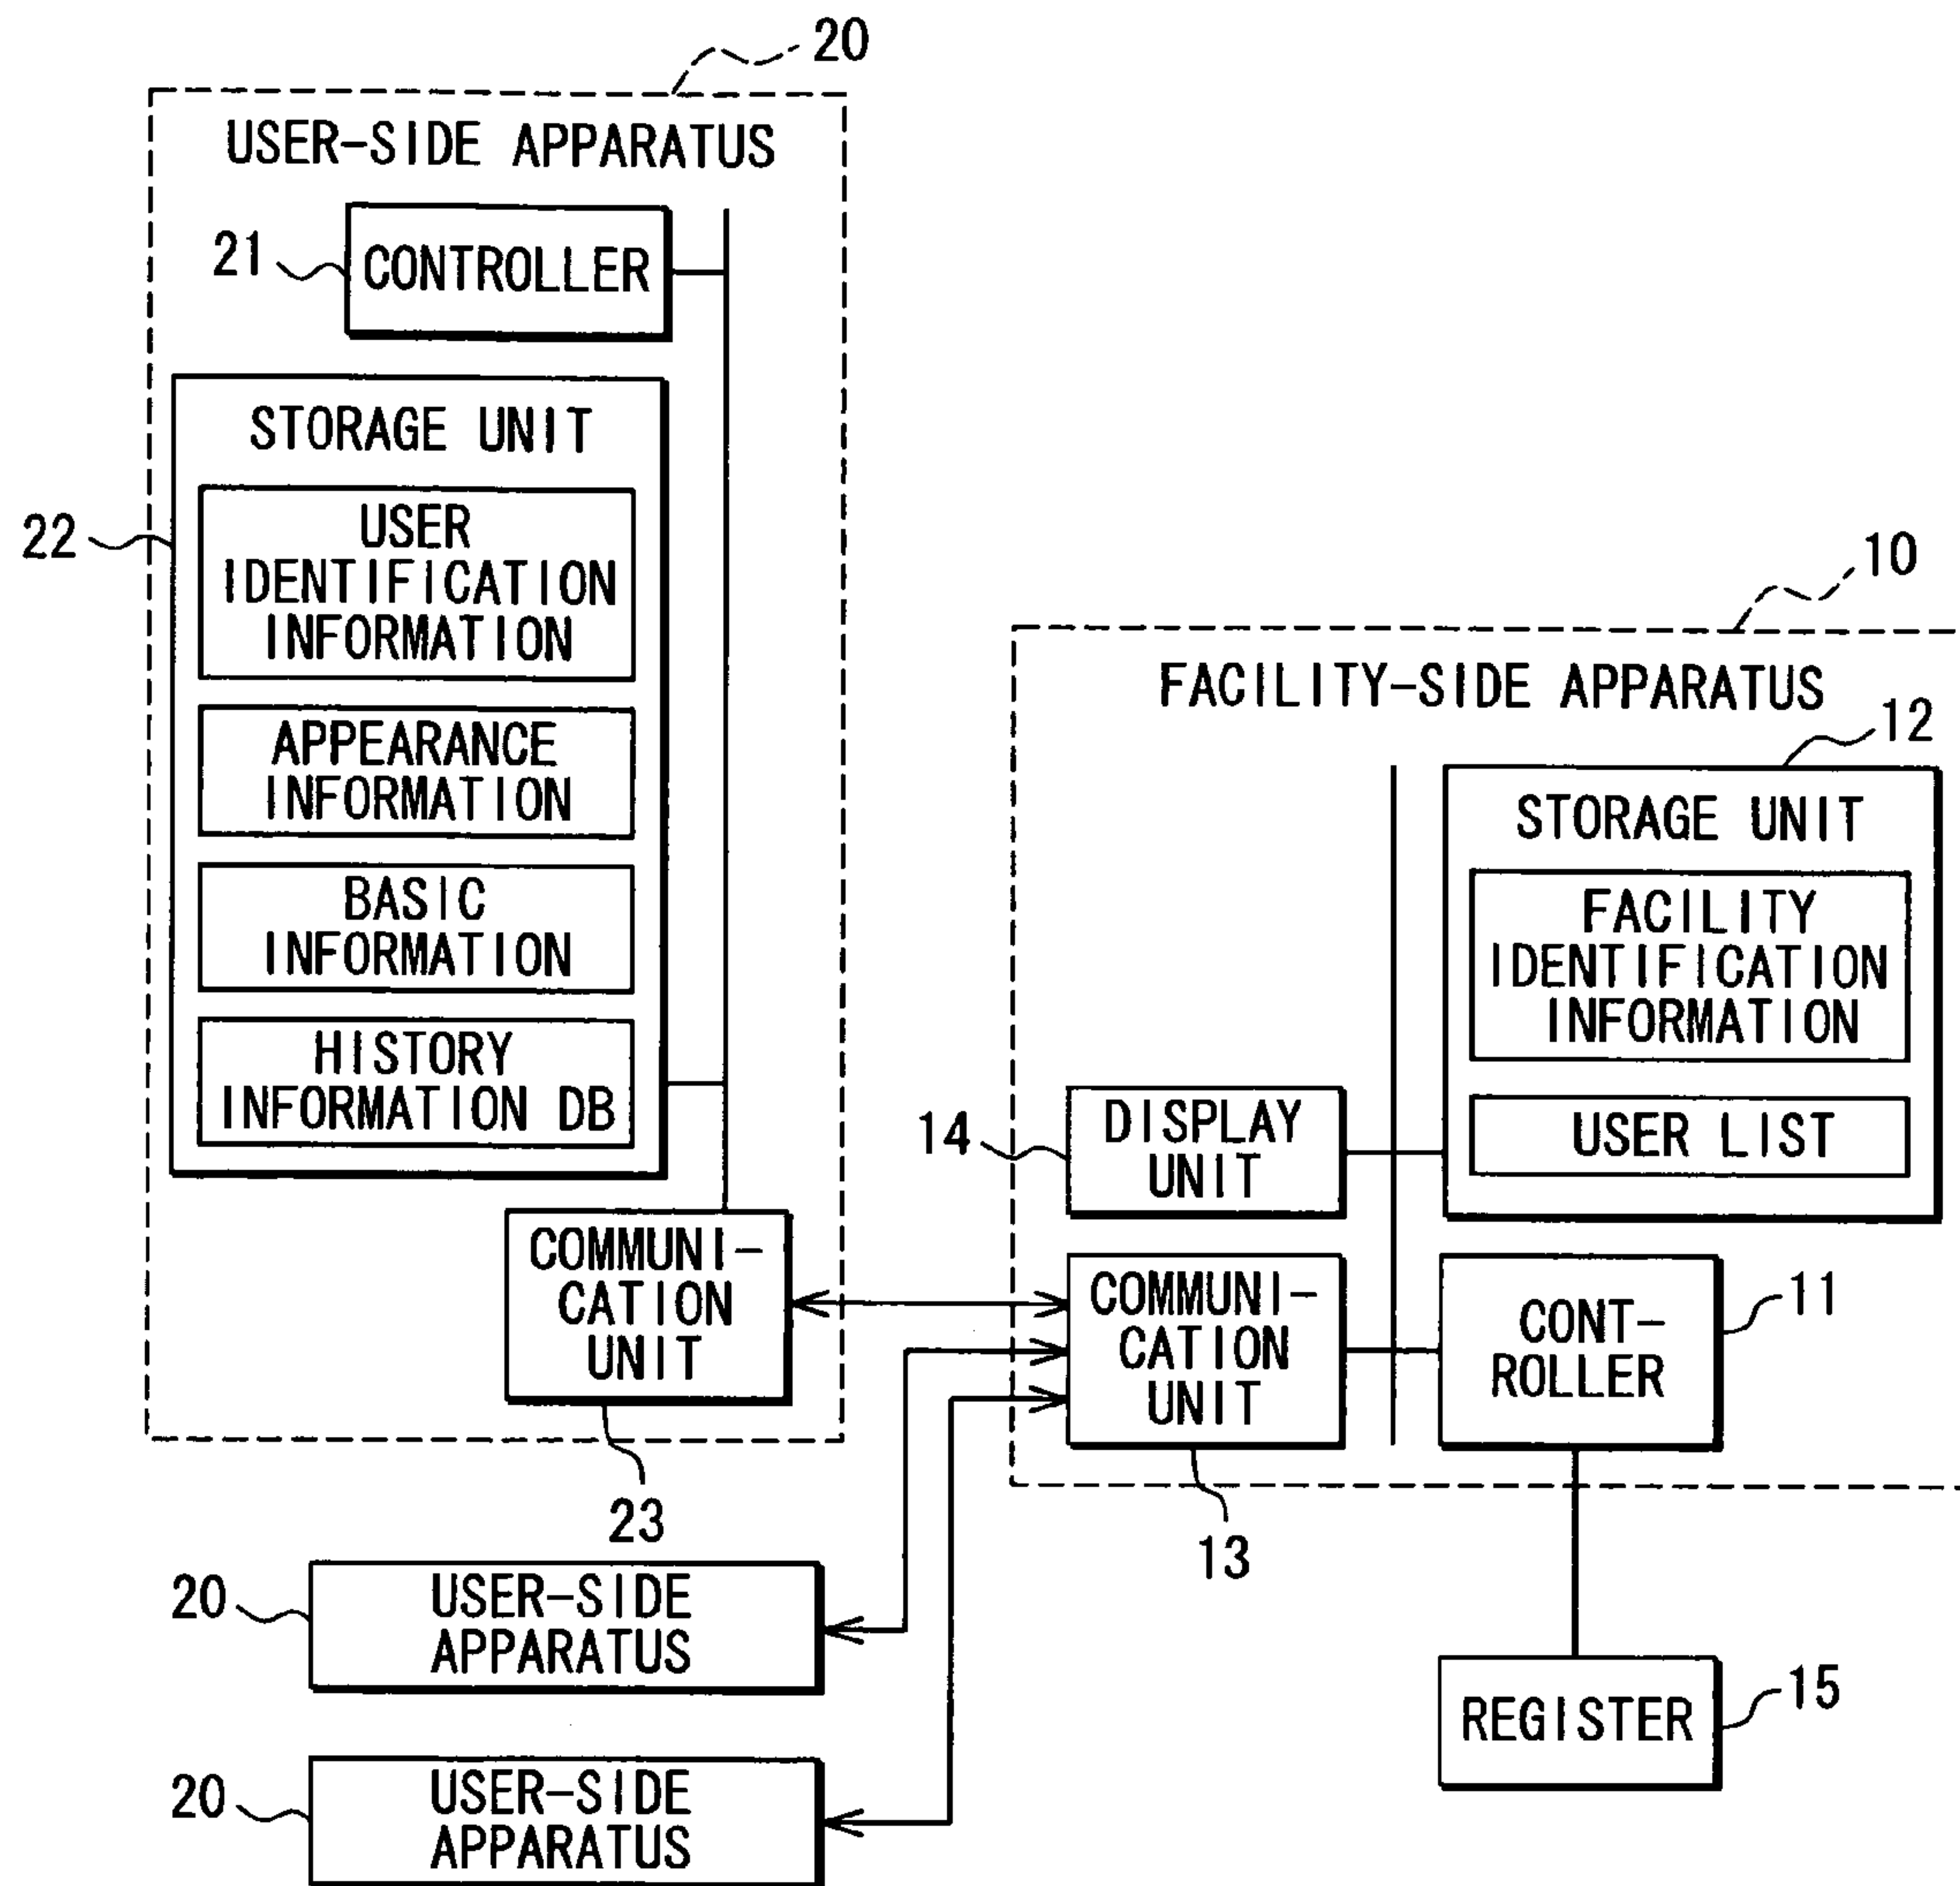 20
USER-SIDE APPARATUS
21
CONTROLLER
STORAGE UNIT
22
USER
IDENTIFICATION
INFORMATION
APPEARANCE
INFORMATION
BASIC
INFORMATION
HISTORY
INFORMATION DB
COMMUNI-
CATION
UNIT
23
10
FACILITY-SIDE APPARATUS
12
STORAGE UNIT
FACILITY
IDENTIFICATION
INFORMATION
USER LIST
14
DISPLAY
UNIT
COMMUNI-
CATION
UNIT
13
CONT-
ROLLER
11
20
USER-SIDE
APPARATUS
REGISTER
15
20
USER-SIDE
APPARATUS